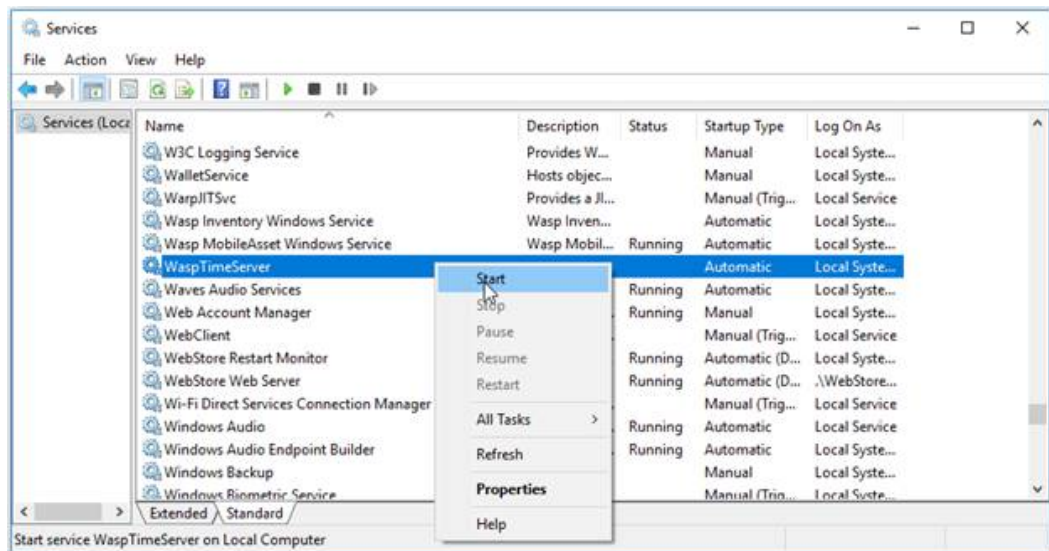 Services
File Action View Help
Services (Loca
Name Description Status Startup Type Log On As
W3C Logging Service Provides W... Manual Local Syste...
WalletService Hosts objec... Manual Local Syste...
WarpJITSvc Provides a JI... Manual (Trig... Local Service
Wasp Inventory Windows Service Wasp Inven... Automatic Local Syste...
Wasp MobileAsset Windows Service Wasp Mobil... Running Automatic Local Syste...
WaspTimeServer Automatic Local Syste...
Start
Waves Audio Services Running Automatic Local Syste...
Stop
Web Account Manager Running Manual Local Syste...
Pause
WebClient Manual (Trig... Local Service
Resume
WebStore Restart Monitor Running Automatic (D... Local Syste...
Restart
WebStore Web Server Running Automatic (D... .\WebStore...
Wi-Fi Direct Services Connection Manager Manual (Trig... Local Service
All Tasks >
Windows Audio Running Automatic Local Service
Windows Audio Endpoint Builder Running Automatic Local Syste...
Refresh
Windows Backup Manual Local Syste...
Properties
Windows Biometric Service Manual (Trig... Local Syste...
Extended Standard
Help
Start service WaspTimeServer on Local Computer